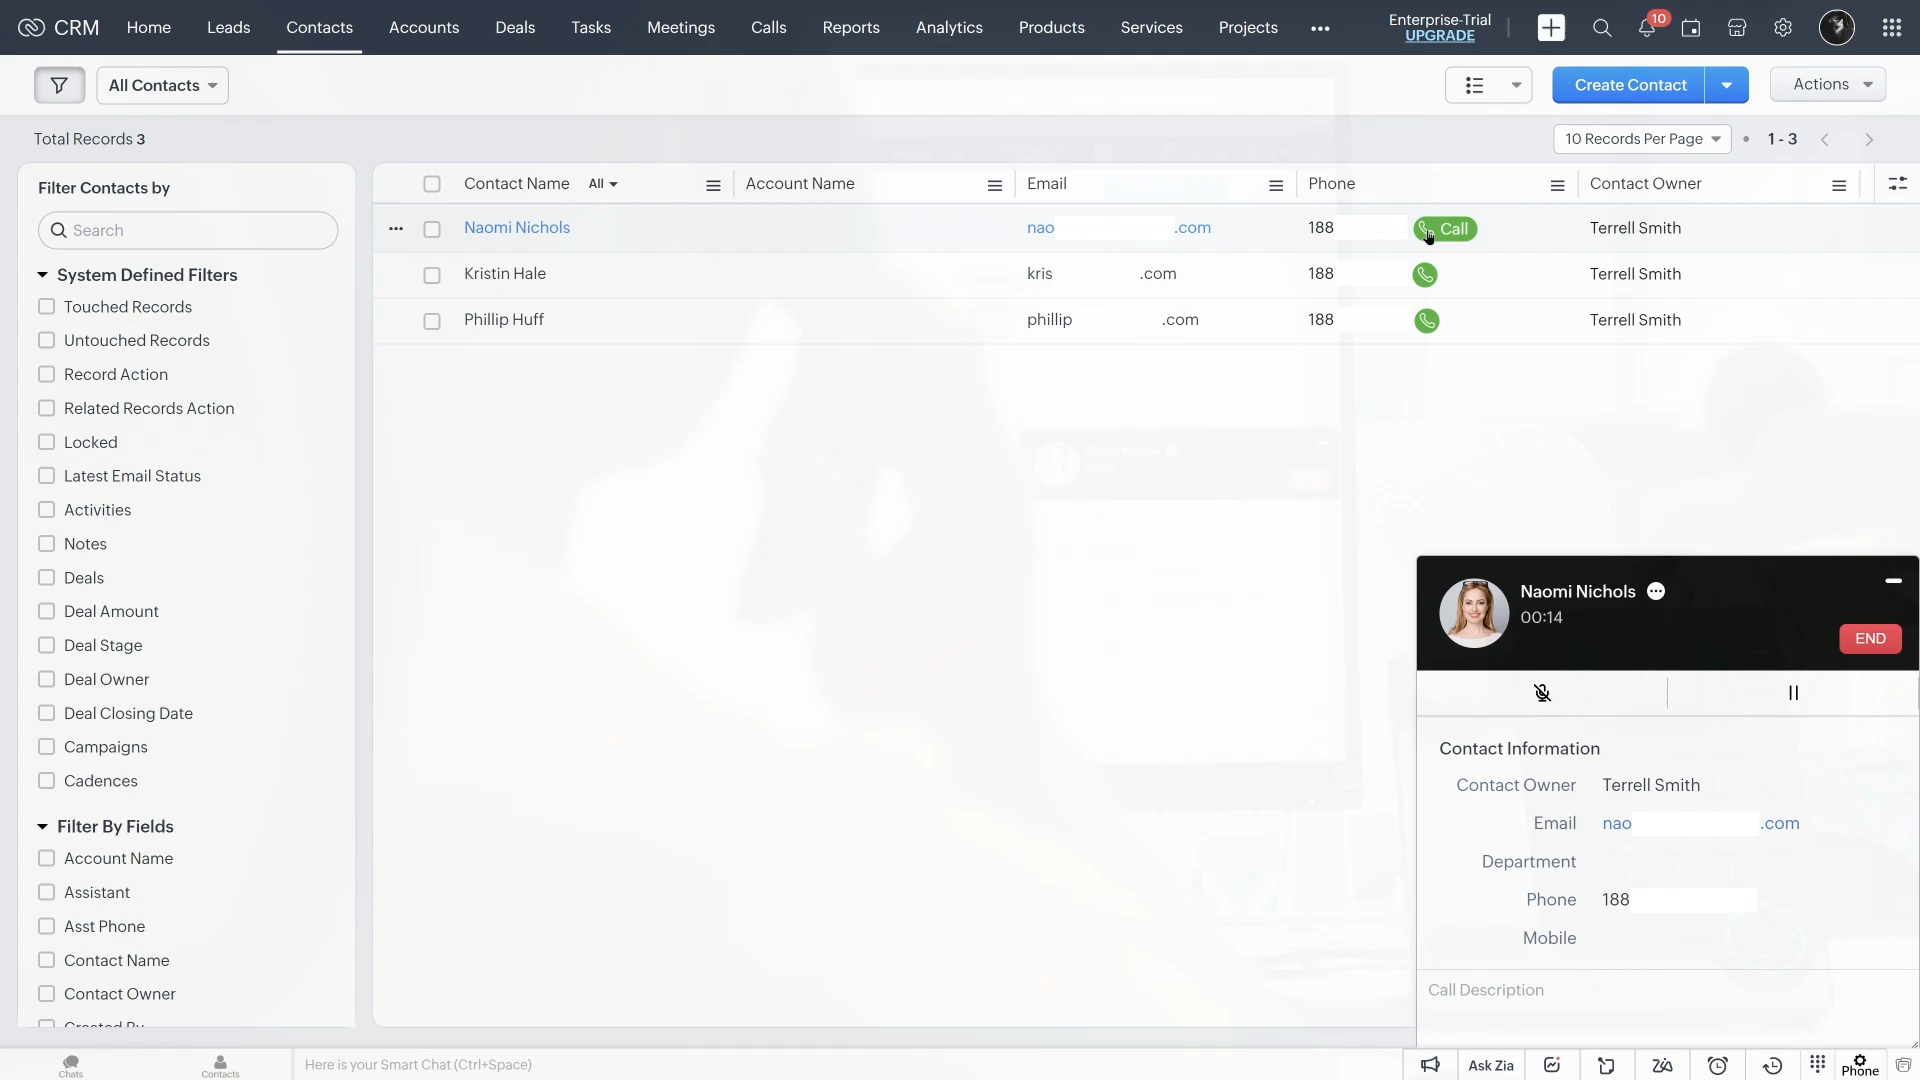 CRM Home Leads Contacts Accounts Deals Tasks Meetings Calls Reports Analytics Products Services Projects Enterprise-Trial 10
UPGRADE
All Contacts Create Contact Actions
Total Records 3 10 Records Per Page 1 - 3
Filter Contacts by
Search
System Defined Filters
Touched Records
Untouched Records
Record Action
Related Records Action
Locked
Latest Email Status
Activities
Notes
Deals
Deal Amount
Deal Stage
Deal Owner
Deal Closing Date
Campaigns
Cadences
Filter By Fields
Account Name
Assistant
Asst Phone
Contact Name
Contact Owner
Created By
Contact Name All Account Name Email Phone Contact Owner
Naomi Nichols nao .com 188 Call Terrell Smith
Kristin Hale kris .com 188 Terrell Smith
Phillip Huff phillip .com 188 Terrell Smith
Naomi Nichols
00:14
END
Contact Information
Contact Owner Terrell Smith
Email nao .com
Department
Phone 188
Mobile
Call Description
Chats Contacts Here is your Smart Chat (Ctrl+Space) Ask Zia Phone